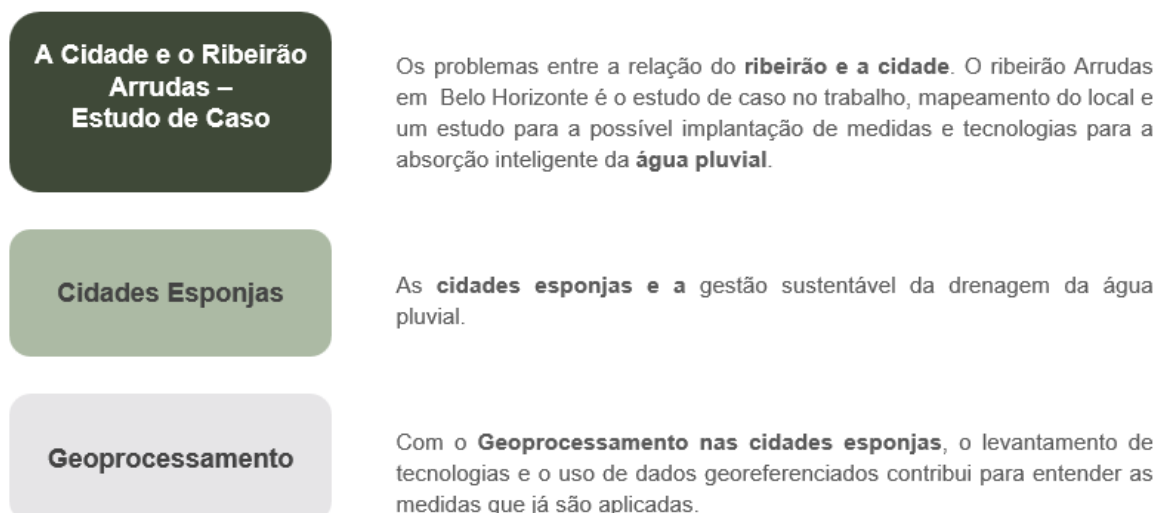 A Cidade e o Ribeirão
Arrudas –
Estudo de Caso
Os problemas entre a relação do ribeirão e a cidade. O ribeirão Arrudas
em Belo Horizonte é o estudo de caso no trabalho, mapeamento do local e
um estudo para a possível implantação de medidas e tecnologias para a
absorção inteligente da água pluvial.
Cidades Esponjas
As cidades esponjas e a gestão sustentável da drenagem da água
pluvial.
Geoprocessamento
Com o Geoprocessamento nas cidades esponjas, o levantamento de
tecnologias e o uso de dados georeferenciados contribui para entender as
medidas que já são aplicadas.